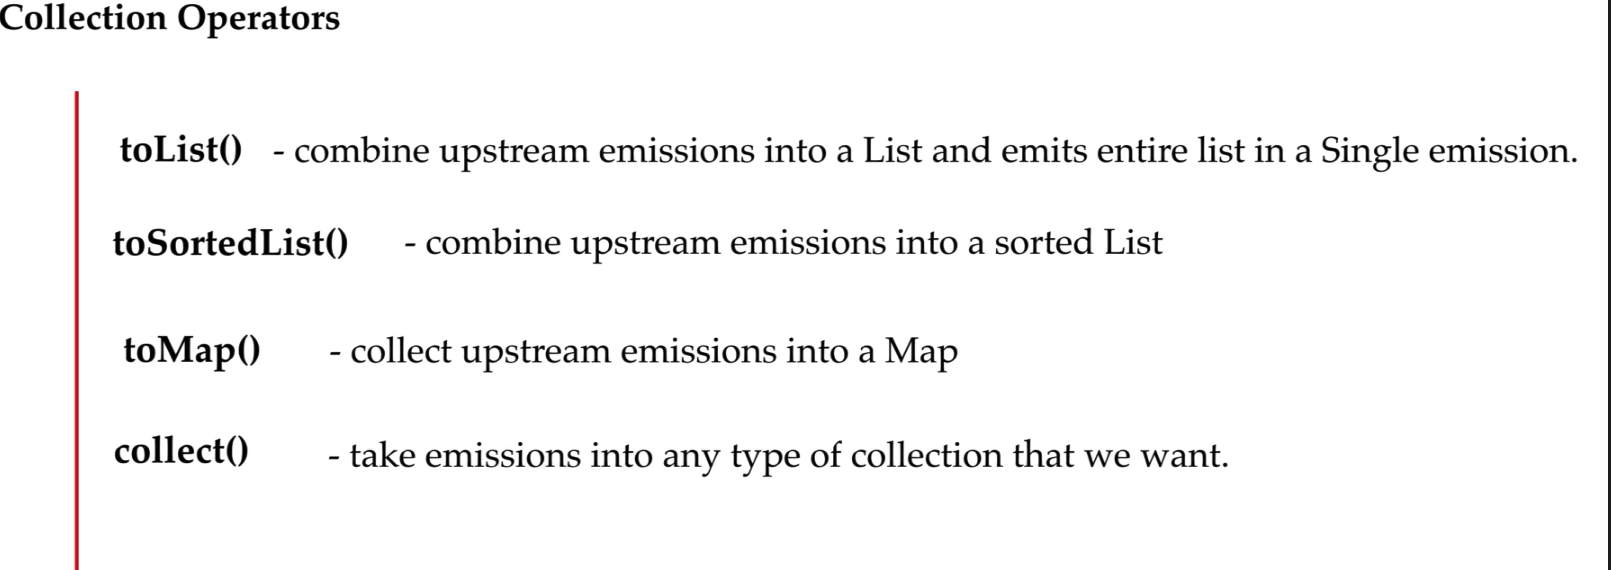 Collection Operators
toList() - combine upstream emissions into a List and emits entire list in a Single emission.
toSortedList() - combine upstream emissions into a sorted List
toMap() - collect upstream emissions into a Map
collect() - take emissions into any type of collection that we want.